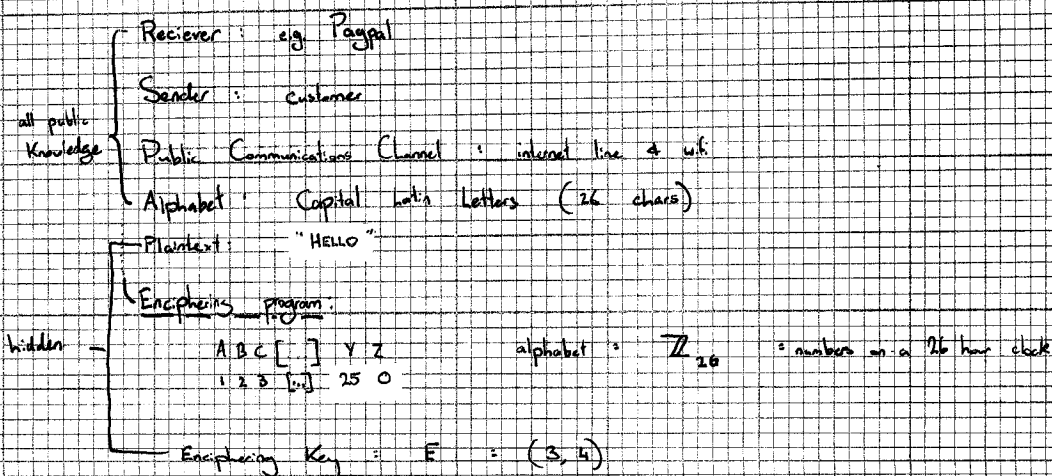 Reciever : e.g. Paypal
Sender : customer
all public
Knowledge
Public Communications Channel : internet line & wifi
Alphabet : Capital Latin Letters (26 chars)
Plaintext : "HELLO"
Enciphering program:
hidden
A B C [...] Y Z alphabet = ℤ26 = numbers on a 26 hour clock
1 2 3 [...] 25 0
Enciphering Key = E = (3, 4)